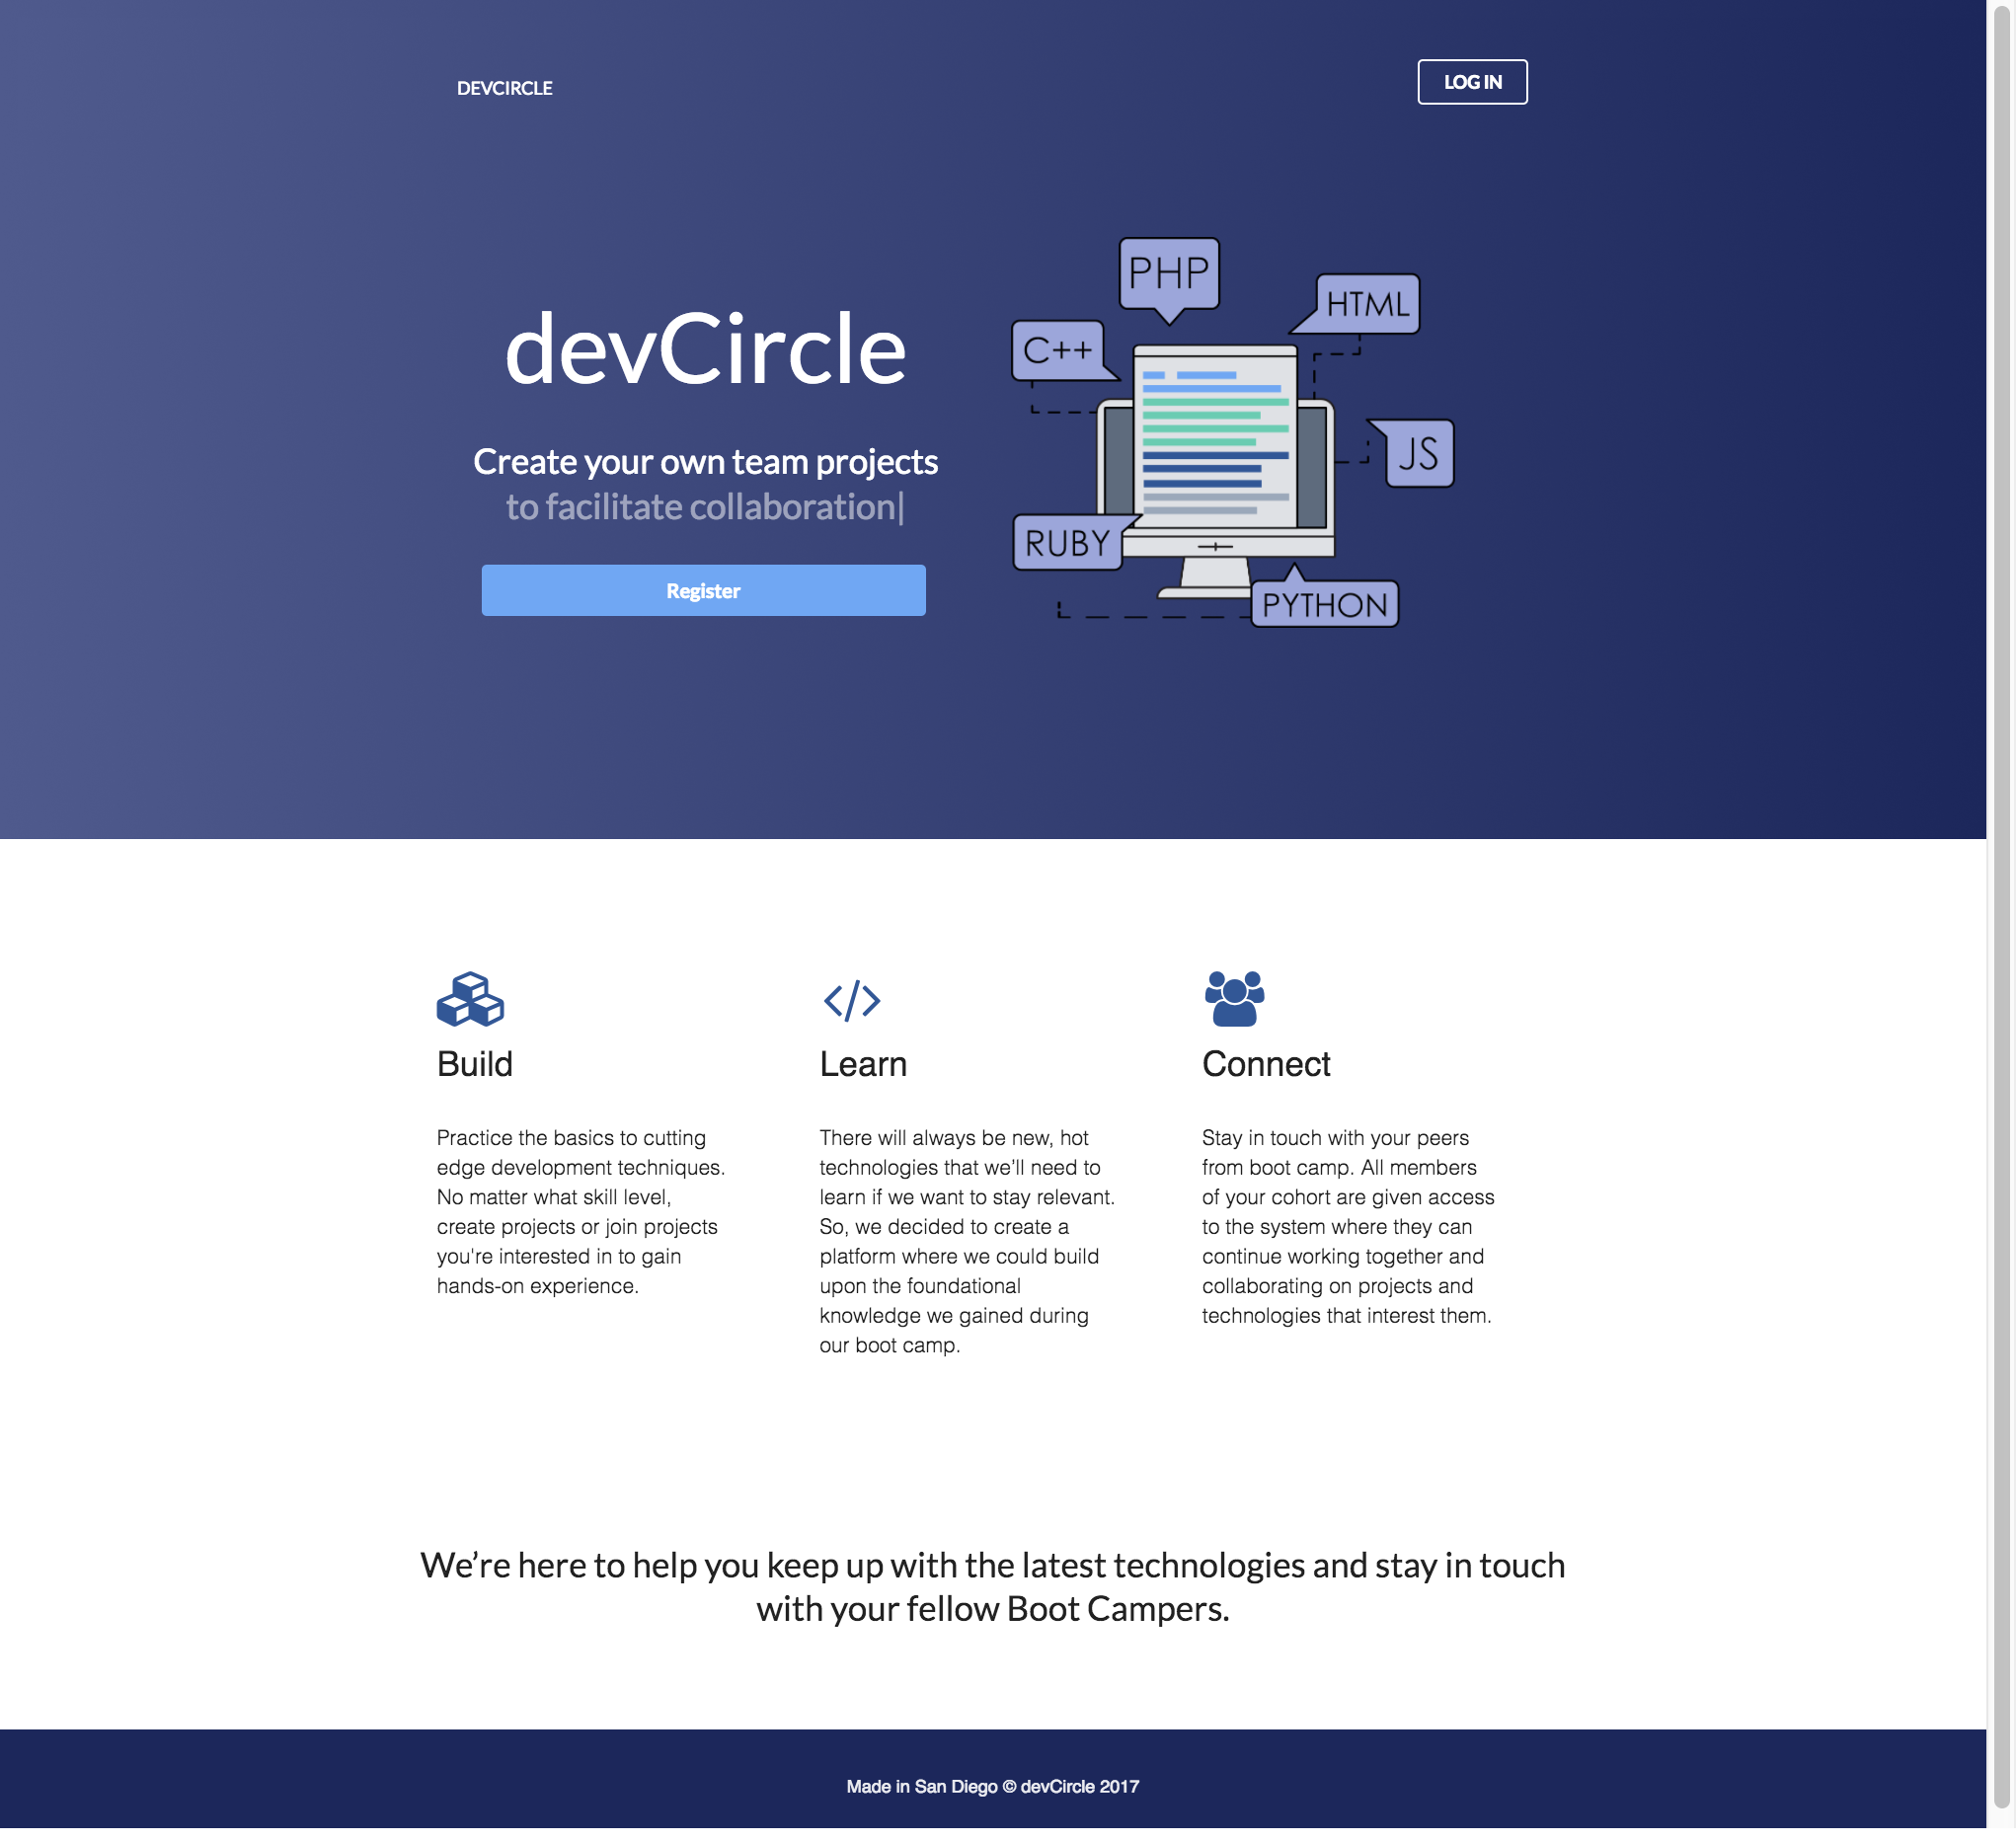 DEVCIRCLE
LOG IN
devCircle
Create your own team projects
to facilitate collaboration|
Register
PHP
HTML
C++
JS
RUBY
PYTHON
Build
Practice the basics to cutting
edge development techniques.
No matter what skill level,
create projects or join projects
you're interested in to gain
hands-on experience.
Learn
There will always be new, hot
technologies that we’ll need to
learn if we want to stay relevant.
So, we decided to create a
platform where we could build
upon the foundational
knowledge we gained during
our boot camp.
Connect
Stay in touch with your peers
from boot camp. All members
of your cohort are given access
to the system where they can
continue working together and
collaborating on projects and
technologies that interest them.
We’re here to help you keep up with the latest technologies and stay in touch
with your fellow Boot Campers.
Made in San Diego © devCircle 2017